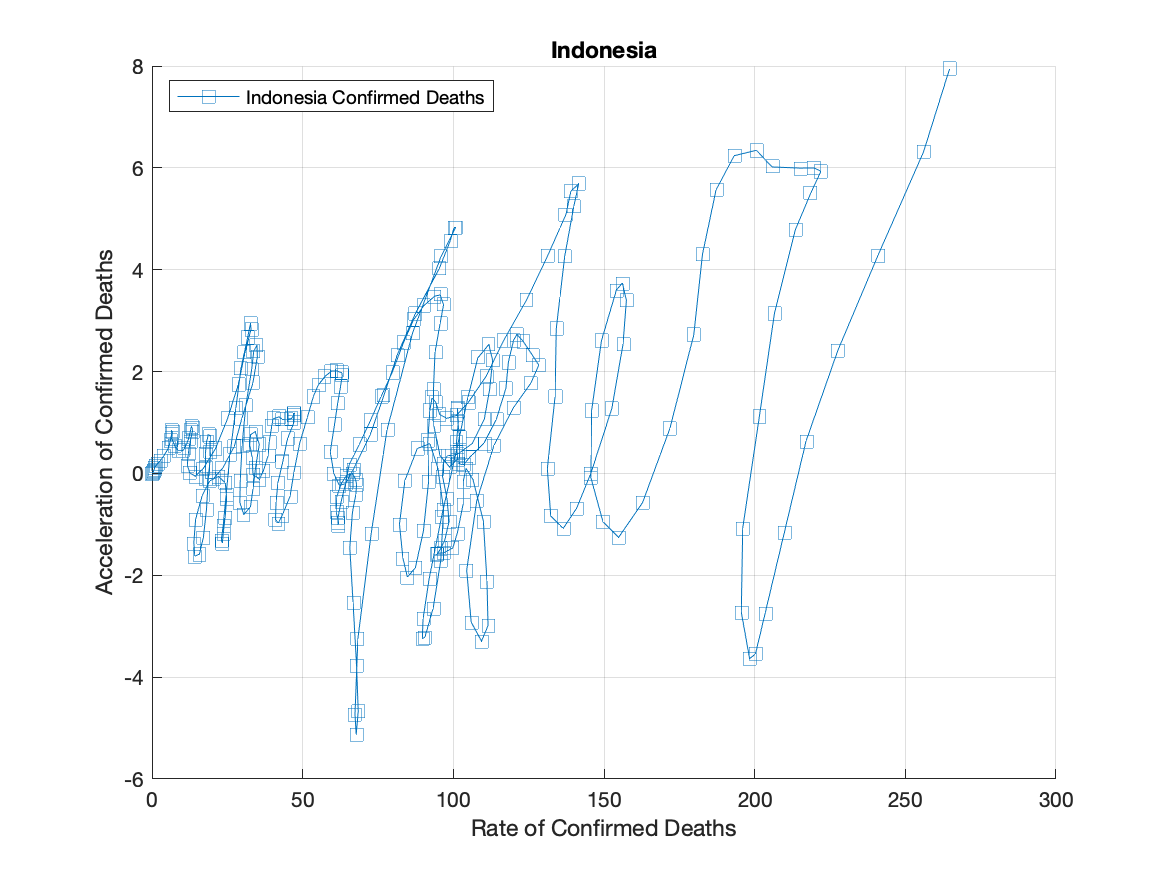 Indonesia
Indonesia Confirmed Deaths
Acceleration of Confirmed Deaths
8
6
4
2
0
-2
-4
-6
0 50 100 150 200 250 300
Rate of Confirmed Deaths